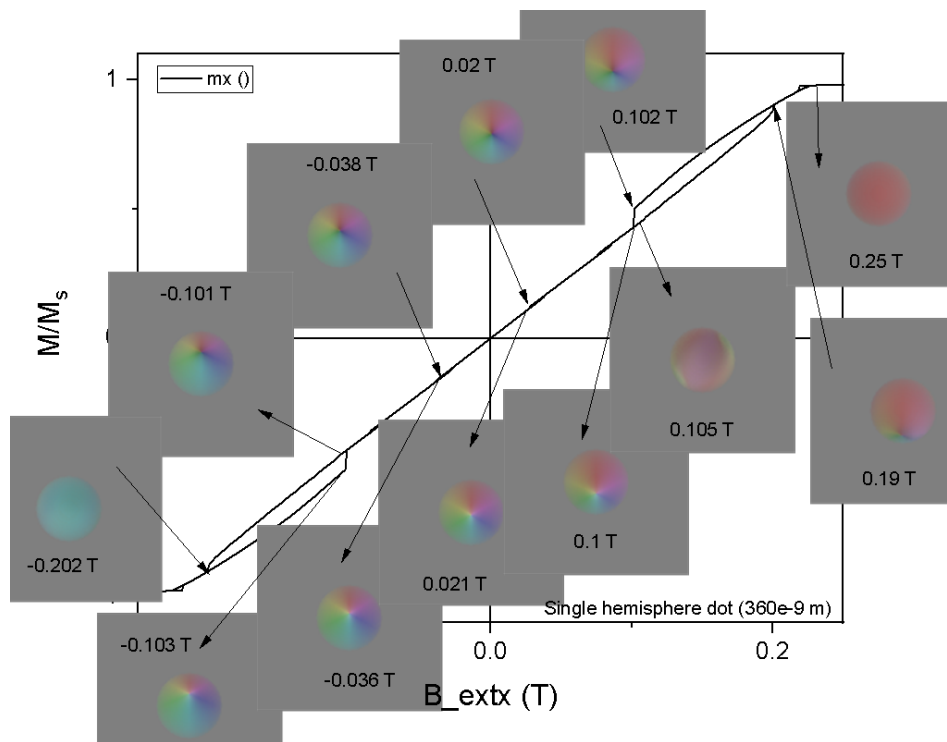 1
mx ()
0.02 T
0.102 T
-0.038 T
0.25 T
-0.101 T
M/Ms
0.105 T
0.19 T
-0.202 T
0.1 T
0.021 T
Single hemisphere dot (360e-9 m)
-0.103 T
-0.036 T
0.0
0.2
B_extx (T)